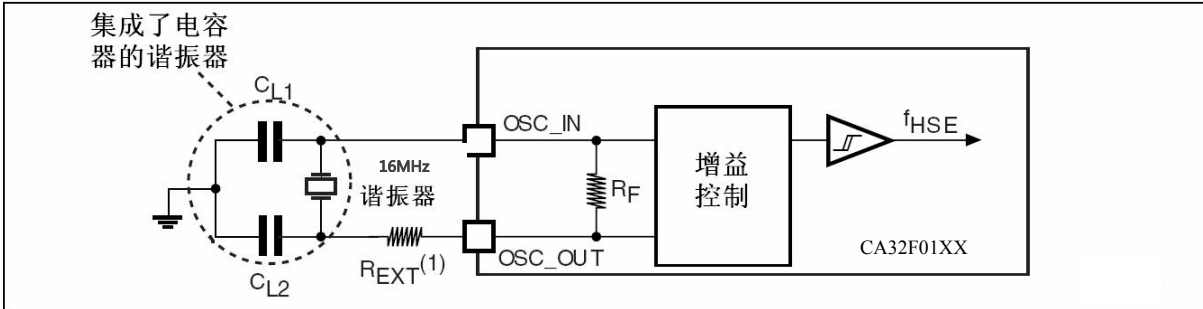 集成了电容
器的谐振器
CL1
OSC_IN
fHSE
16MHz
谐振器
RF
增益
控制
REXT(1)
OSC_OUT
CA32F01XX
CL2